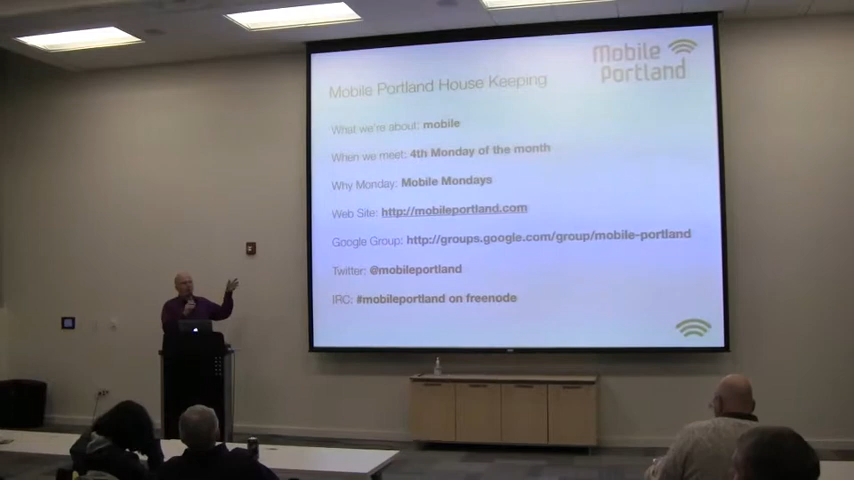 Mobile Portland
Mobile Portland House Keeping
What we're about: mobile
When we meet: 4th Monday of the month
Why Monday: Mobile Mondays
Web Site: http://mobileportland.com
Google Group: http://groups.google.com/group/mobile-portland
Twitter: @mobileportland
IRC: #mobileportland on freenode